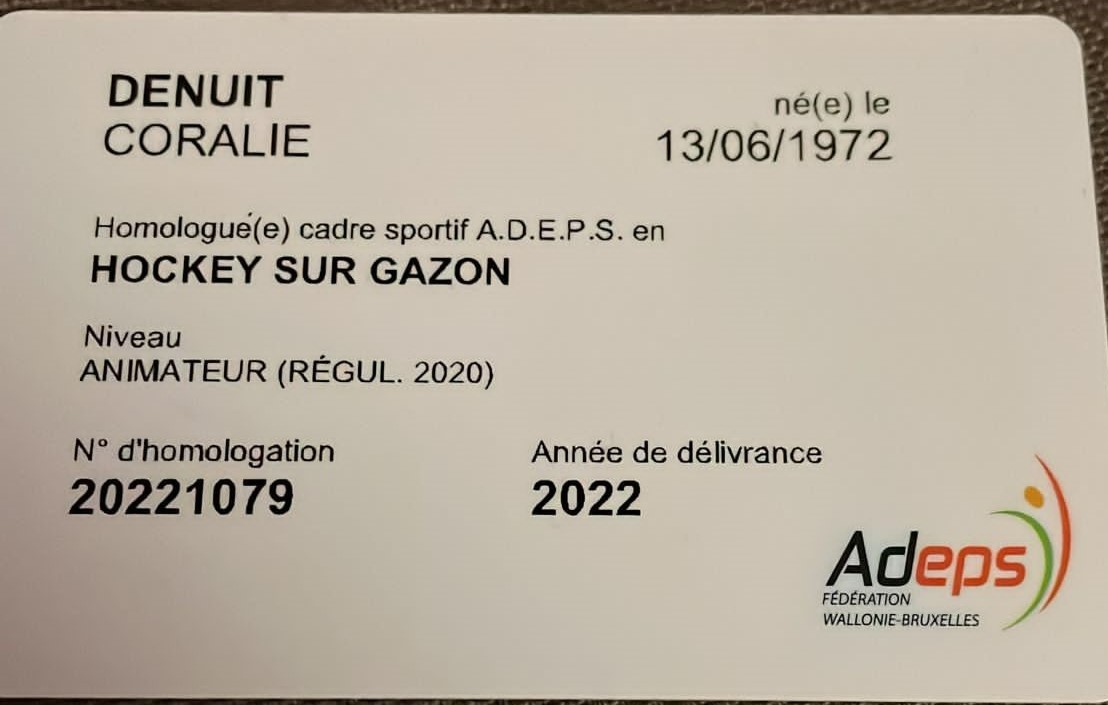 DENUIT
CORALIE
né(e) le
13/06/1972
Homologué(e) cadre sportif A.D.E.P.S. en
HOCKEY SUR GAZON
Niveau
ANIMATEUR (RÉGUL. 2020)
N° d'homologation
20221079
Année de délivrance
2022
Adeps
FÉDÉRATION
WALLONIE-BRUXELLES